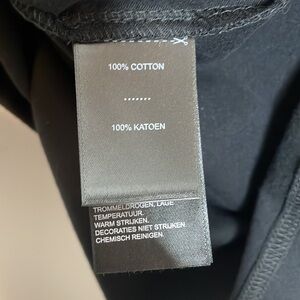 100% COTTON
.......
100% KATOEN
TROMMELDROGEN, LAGE
TEMPERATUUR.
WARM STRIJKEN.
DECORATIES NIET STRIJKEN
CHEMISCH REINIGEN.